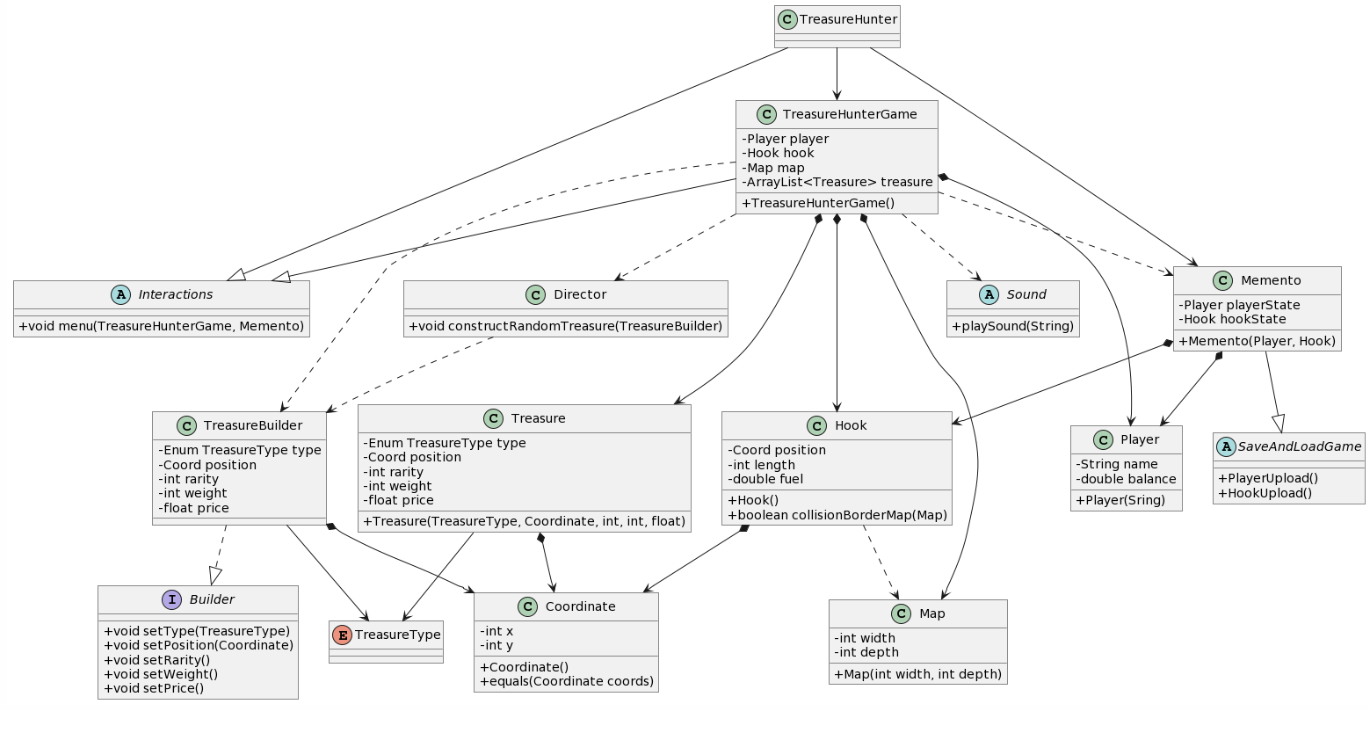 C TreasureHunter
C TreasureHunterGame
-Player player
-Hook hook
-Map map
-ArrayList<Treasure> treasure
+TreasureHunterGame()
A Interactions
+void menu(TreasureHunterGame, Memento)
C Director
+void constructRandomTreasure(TreasureBuilder)
A Sound
+playSound(String)
C Memento
-Player playerState
-Hook hookState
+Memento(Player, Hook)
C TreasureBuilder
-Enum TreasureType type
-Coord position
-int rarity
-int weight
-float price
C Treasure
-Enum TreasureType type
-Coord position
-int rarity
-int weight
-float price
+Treasure(TreasureType, Coordinate, int, int, float)
C Hook
-Coord position
-int length
-double fuel
+Hook()
+boolean collisionBorderMap(Map)
C Player
-String name
-double balance
+Player(Sring)
A SaveAndLoadGame
+PlayerUpload()
+HookUpload()
I Builder
+void setType(TreasureType)
+void setPosition(Coordinate)
+void setRarity()
+void setWeight()
+void setPrice()
E TreasureType
C Coordinate
-int x
-int y
+Coordinate()
+equals(Coordinate coords)
C Map
-int width
-int depth
+Map(int width, int depth)